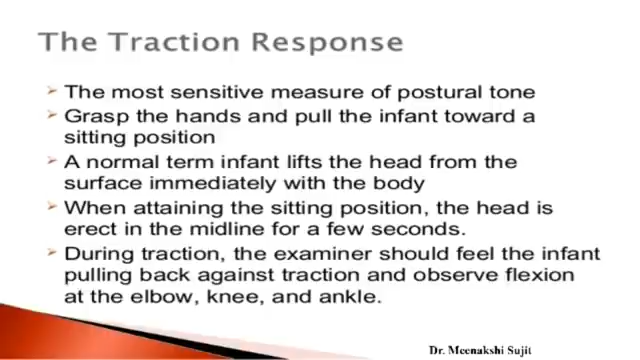 The Traction Response
➢ The most sensitive measure of postural tone
➢ Grasp the hands and pull the infant toward a
sitting position
➢ A normal term infant lifts the head from the
surface immediately with the body
➢ When attaining the sitting position, the head is
erect in the midline for a few seconds.
➢ During traction, the examiner should feel the infant
pulling back against traction and observe flexion
at the elbow, knee, and ankle.
Dr. Meenakshi Sujit